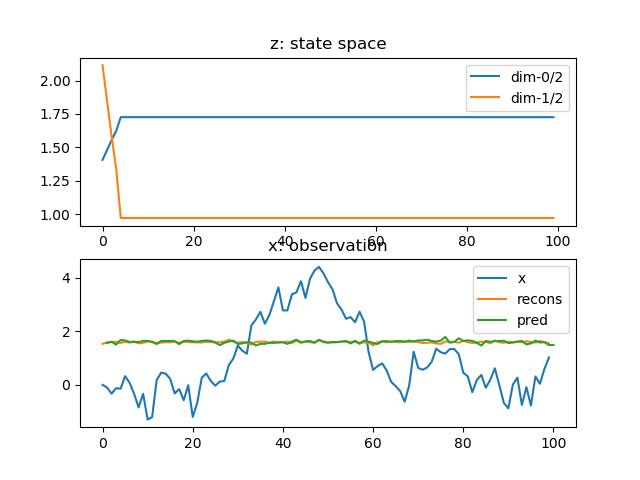 z: state space
2.00
1.75
1.50
1.25
1.00
dim-0/2
dim-1/2
0 20 40 60 80 100
x: observation
4
2
0
x
recons
pred
0 20 40 60 80 100